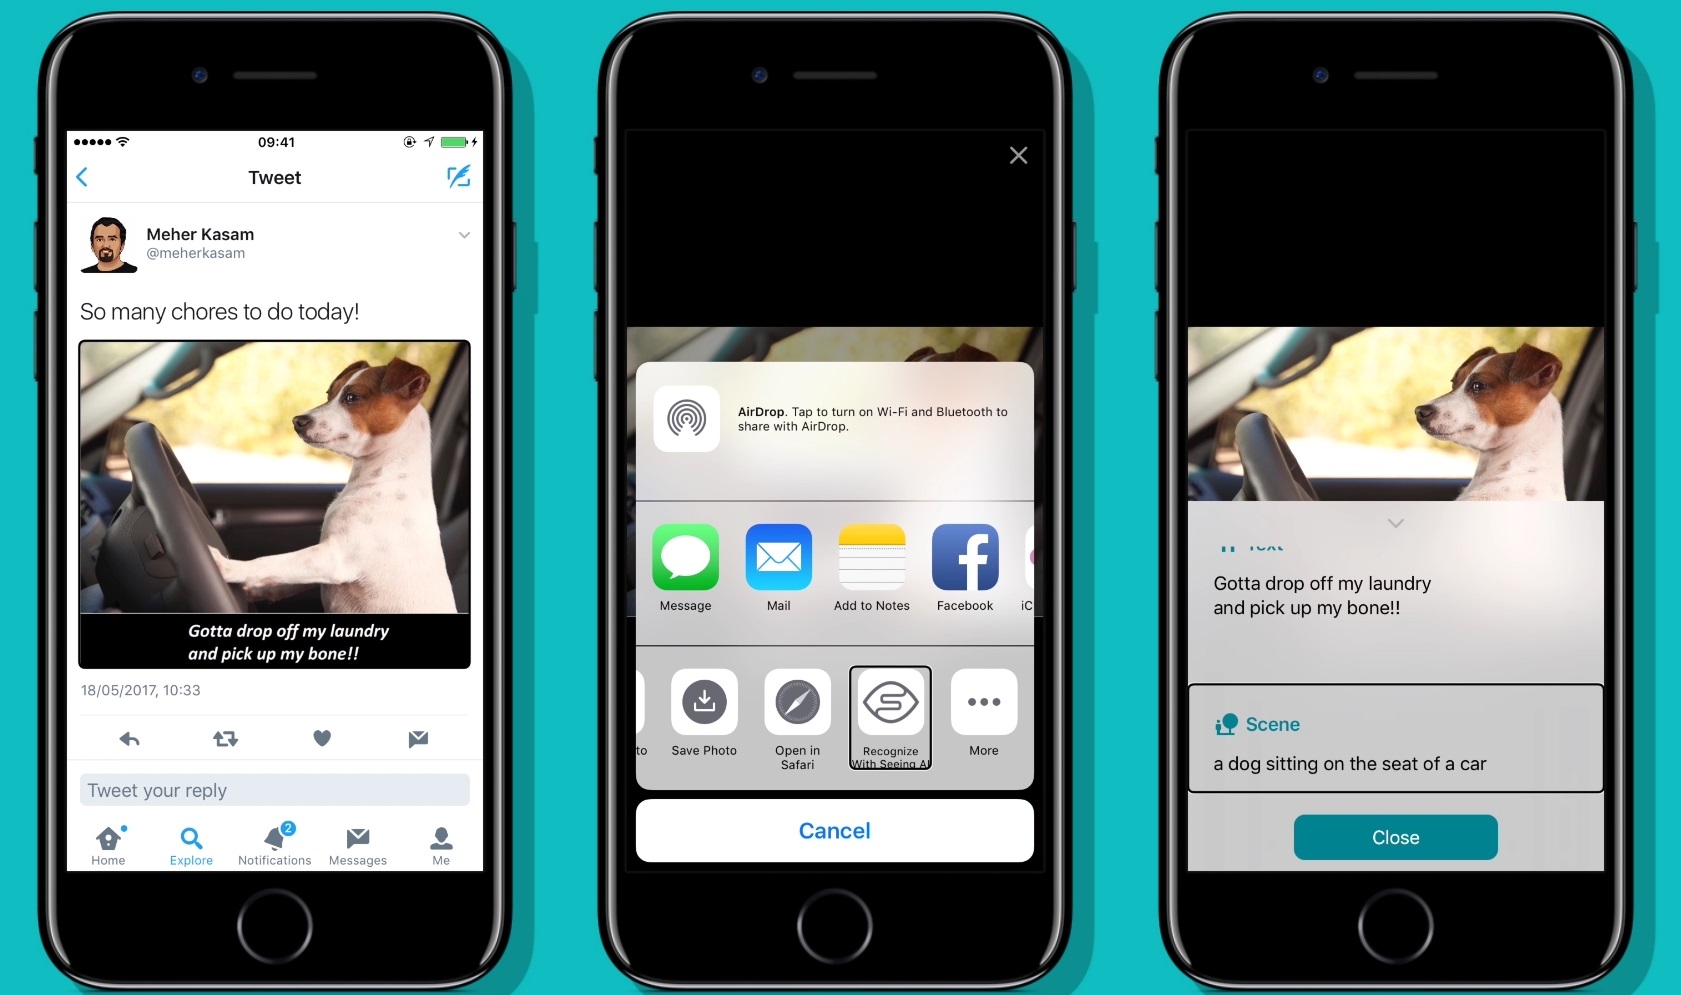 09:41
Tweet
Meher Kasam
@meherkasam
So many chores to do today!
Gotta drop off my laundry
and pick up my bone!!
18/05/2017, 10:33
Tweet your reply
2
Home
Explore
Notifications
Messages
Me
AirDrop. Tap to turn on Wi-Fi and Bluetooth to
share with AirDrop.
Message
Mail
Add to Notes
Facebook
iC
to
Save Photo
Open in
Safari
Recognize
With Seeing AI
More
Cancel
Text
Gotta drop off my laundry
and pick up my bone!!
Scene
a dog sitting on the seat of a car
Close